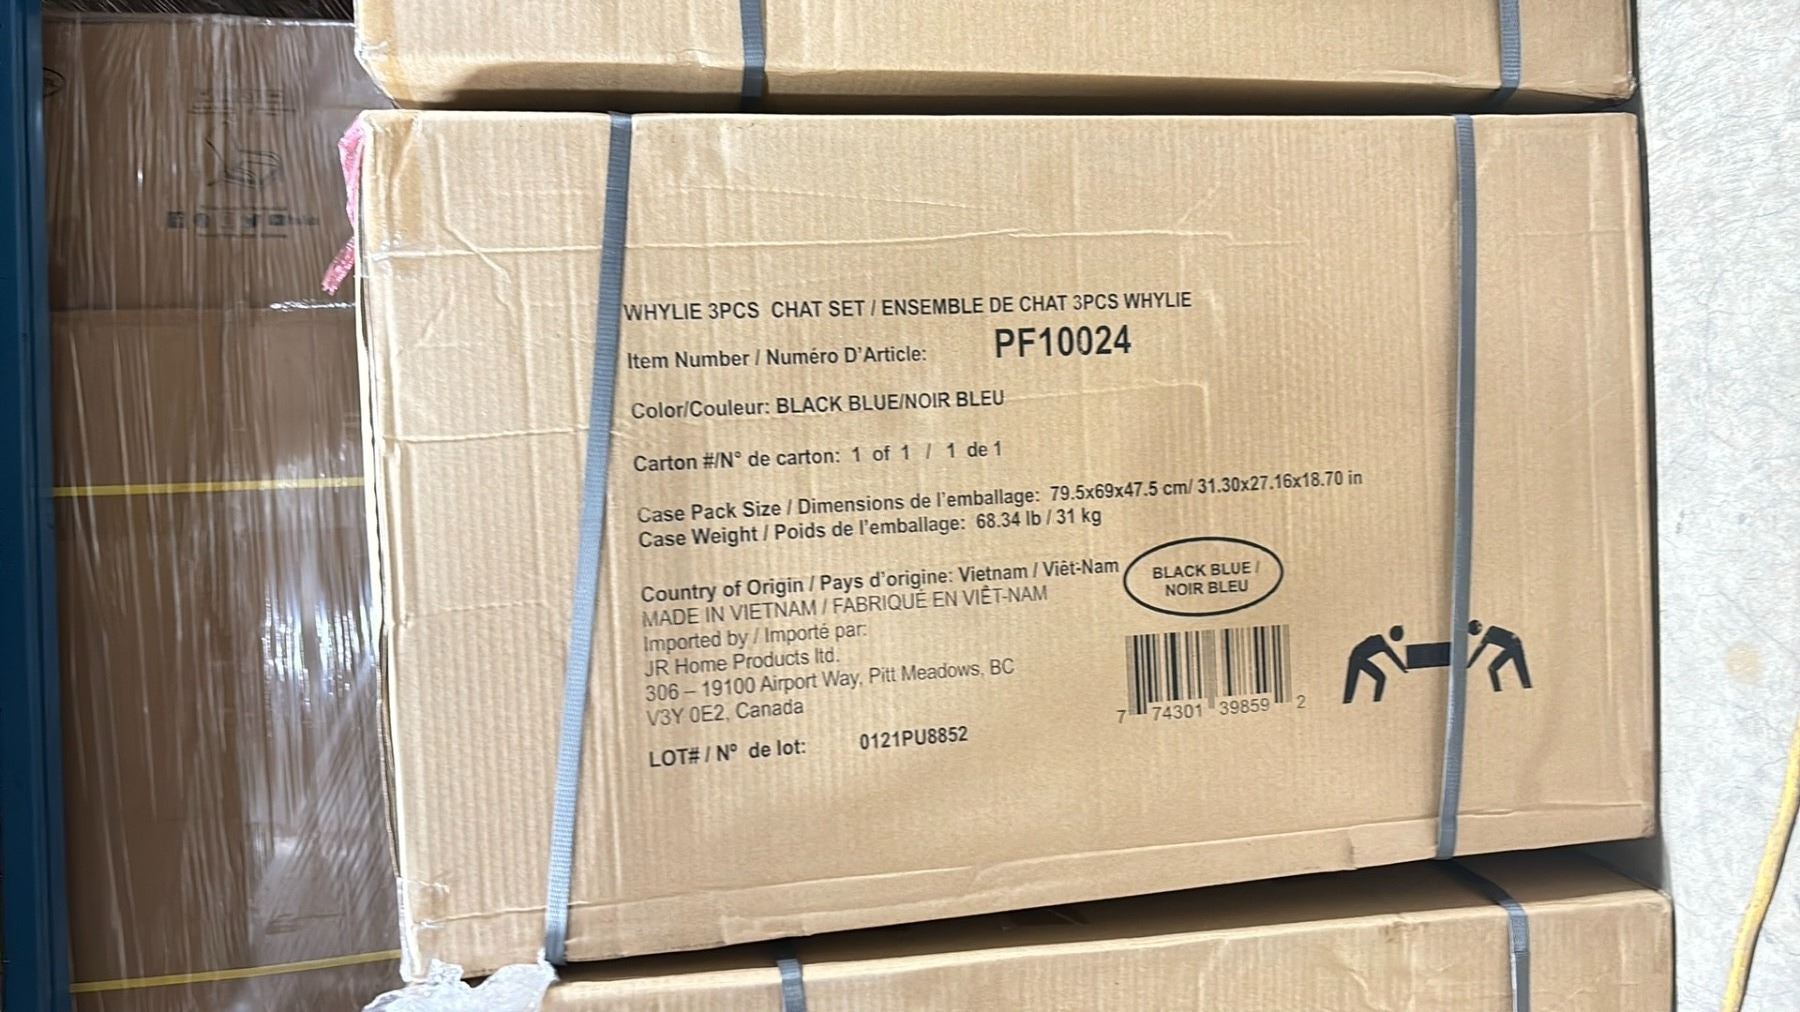 WHYLIE 3PCS CHAT SET / ENSEMBLE DE CHAT 3PCS WHYLIE
Item Number / Numéro D'Article: PF10024
Color/Couleur: BLACK BLUE/NOIR BLEU
Carton #/N° de carton: 1 of 1 / 1 de 1
Case Pack Size / Dimensions de l'emballage: 79.5x69x47.5 cm/ 31.30x27.16x18.70 in
Case Weight / Poids de l'emballage: 68.34 lb / 31 kg
Country of Origin / Pays d'origine: Vietnam / Viêt-Nam
MADE IN VIETNAM / FABRIQUÉ EN VIÊT-NAM
Imported by / Importé par:
JR Home Products ltd.
306 – 19100 Airport Way, Pitt Meadows, BC
V3Y 0E2, Canada
LOT# / N° de lot: 0121PU8852
BLACK BLUE /
NOIR BLEU
7 74301 39859 2